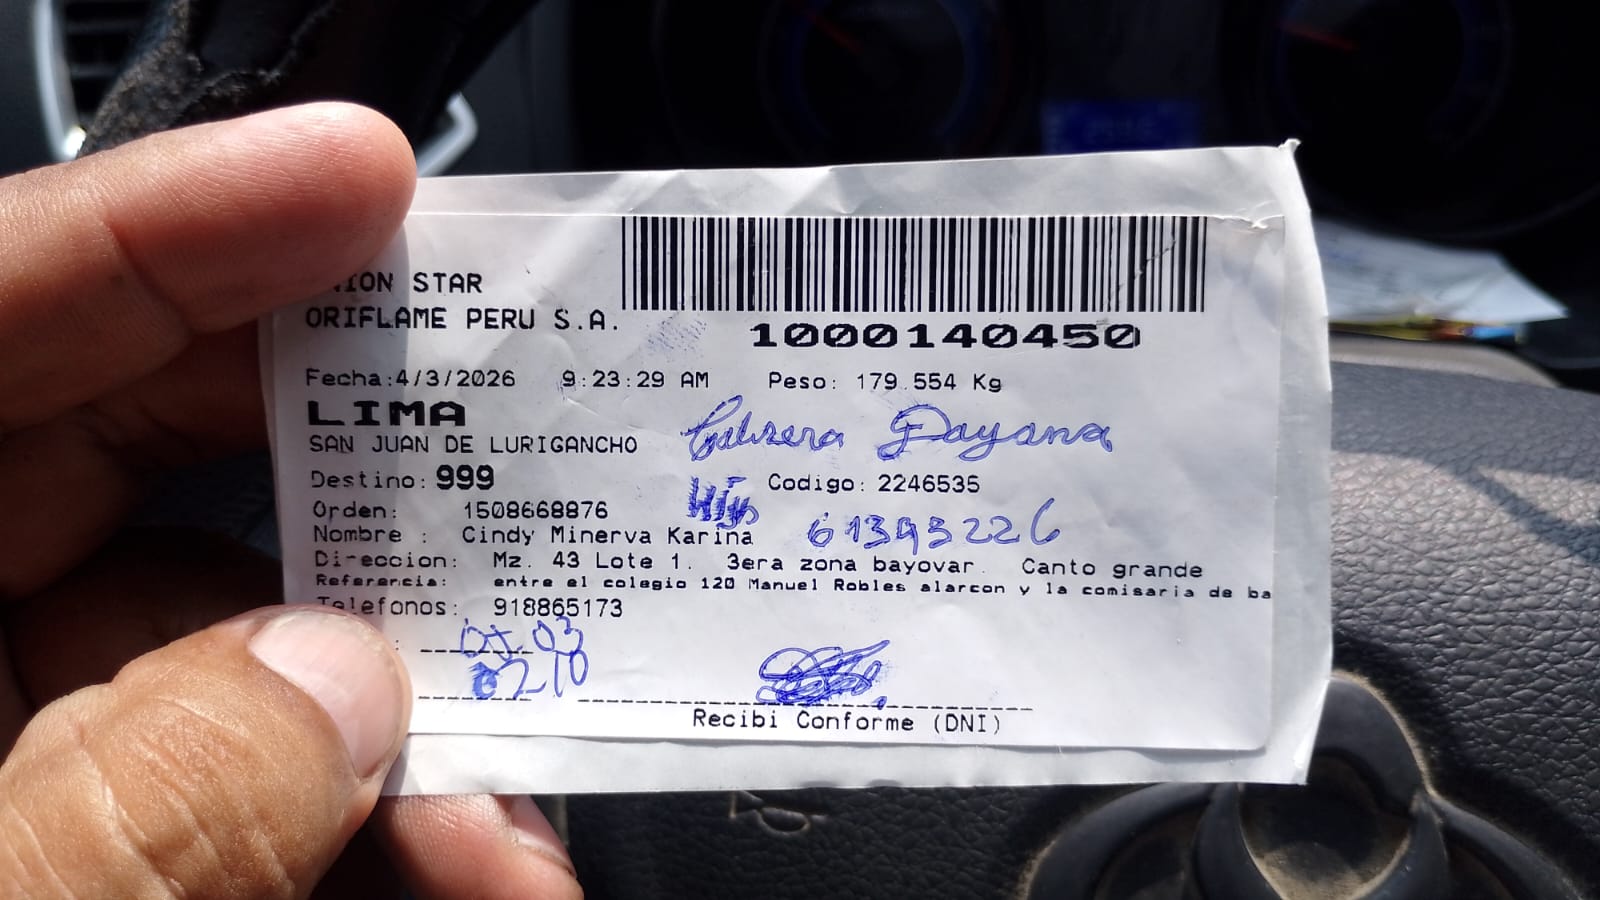 ION STAR
ORIFLAME PERU S.A.
1000140450
Fecha:4/3/2026 9:23:29 AM Peso: 179.554 Kg
LIMA
Cabrera Dayana
SAN JUAN DE LURIGANCHO
Destino: 999 Codigo: 2246535
Orden: 1508668876
Nombre : Cindy Minerva Karina 61393226
Direccion: Mz. 43 Lote 1. 3era zona bayovar. Canto grande
Referencia: entre el colegio 120 Manuel Robles alarcon y la comisaria de ba
Telefonos: 918865173
Recibi Conforme (DNI)